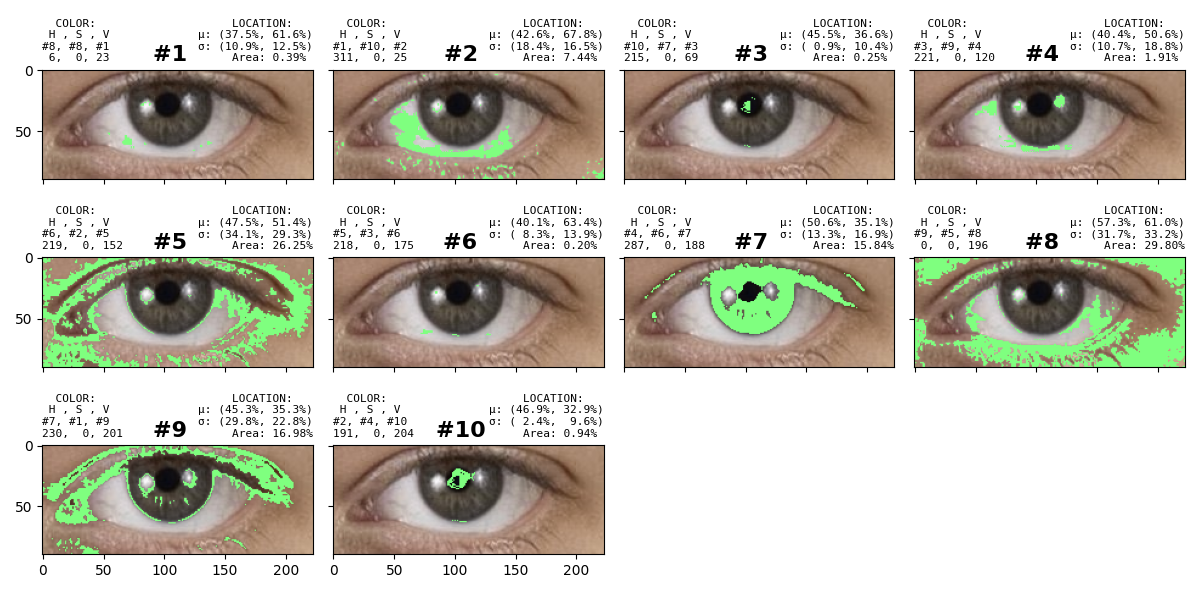 COLOR: LOCATION:
H , S , V μ: (37.5%, 61.6%)
#8, #8, #1 #1 σ: (10.9%, 12.5%)
6, 0, 23 Area: 0.39%
COLOR: LOCATION:
H , S , V μ: (42.6%, 67.8%)
#1, #10, #2 #2 σ: (18.4%, 16.5%)
311, 0, 25 Area: 7.44%
COLOR: LOCATION:
H , S , V μ: (45.5%, 36.6%)
#10, #7, #3 #3 σ: ( 0.9%, 10.4%)
215, 0, 69 Area: 0.25%
COLOR: LOCATION:
H , S , V μ: (40.4%, 50.6%)
#3, #9, #4 #4 σ: (10.7%, 18.8%)
221, 0, 120 Area: 1.91%
0
50
COLOR: LOCATION:
H , S , V μ: (47.5%, 51.4%)
#6, #2, #5 #5 σ: (34.1%, 29.3%)
219, 0, 152 Area: 26.25%
COLOR: LOCATION:
H , S , V μ: (40.1%, 63.4%)
#5, #3, #6 #6 σ: ( 8.3%, 13.9%)
218, 0, 175 Area: 0.20%
COLOR: LOCATION:
H , S , V μ: (50.6%, 35.1%)
#4, #6, #7 #7 σ: (13.3%, 16.9%)
287, 0, 188 Area: 15.84%
COLOR: LOCATION:
H , S , V μ: (57.3%, 61.0%)
#9, #5, #8 #8 σ: (31.7%, 33.2%)
0, 0, 196 Area: 29.80%
0
50
COLOR: LOCATION:
H , S , V μ: (45.3%, 35.3%)
#7, #1, #9 #9 σ: (29.8%, 22.8%)
230, 0, 201 Area: 16.98%
COLOR: LOCATION:
H , S , V μ: (46.9%, 32.9%)
#2, #4, #10 #10 σ: ( 2.4%, 9.6%)
191, 0, 204 Area: 0.94%
0
50
0 50 100 150 200
0 50 100 150 200